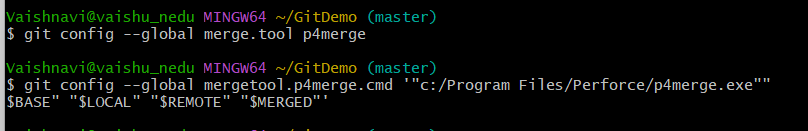 Vaishnavi@vaishu_nedu MINGW64 ~/GitDemo (master)
$ git config --global merge.tool p4merge
Vaishnavi@vaishu_nedu MINGW64 ~/GitDemo (master)
$ git config --global mergetool.p4merge.cmd '"c:/Program Files/Perforce/p4merge.exe""
$BASE" "$LOCAL" "$REMOTE" "$MERGED"'